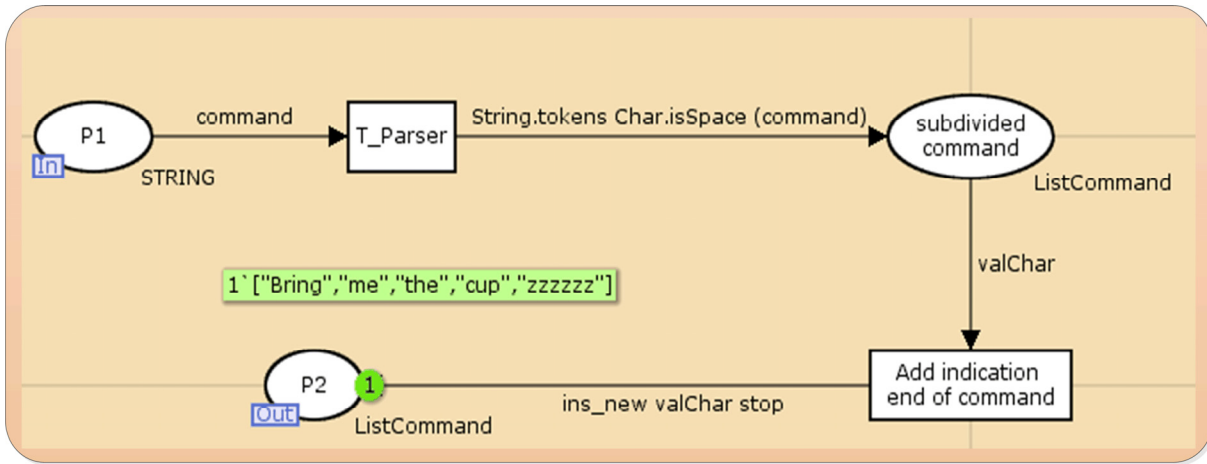 command
String.tokens Char.isSpace (command)
P1
T_Parser
subdivided
command
In
STRING
ListCommand
valChar
1`["Bring","me","the","cup","zzzzzz"]
P2
1
Add indication
end of command
Out
ins_new valChar stop
ListCommand